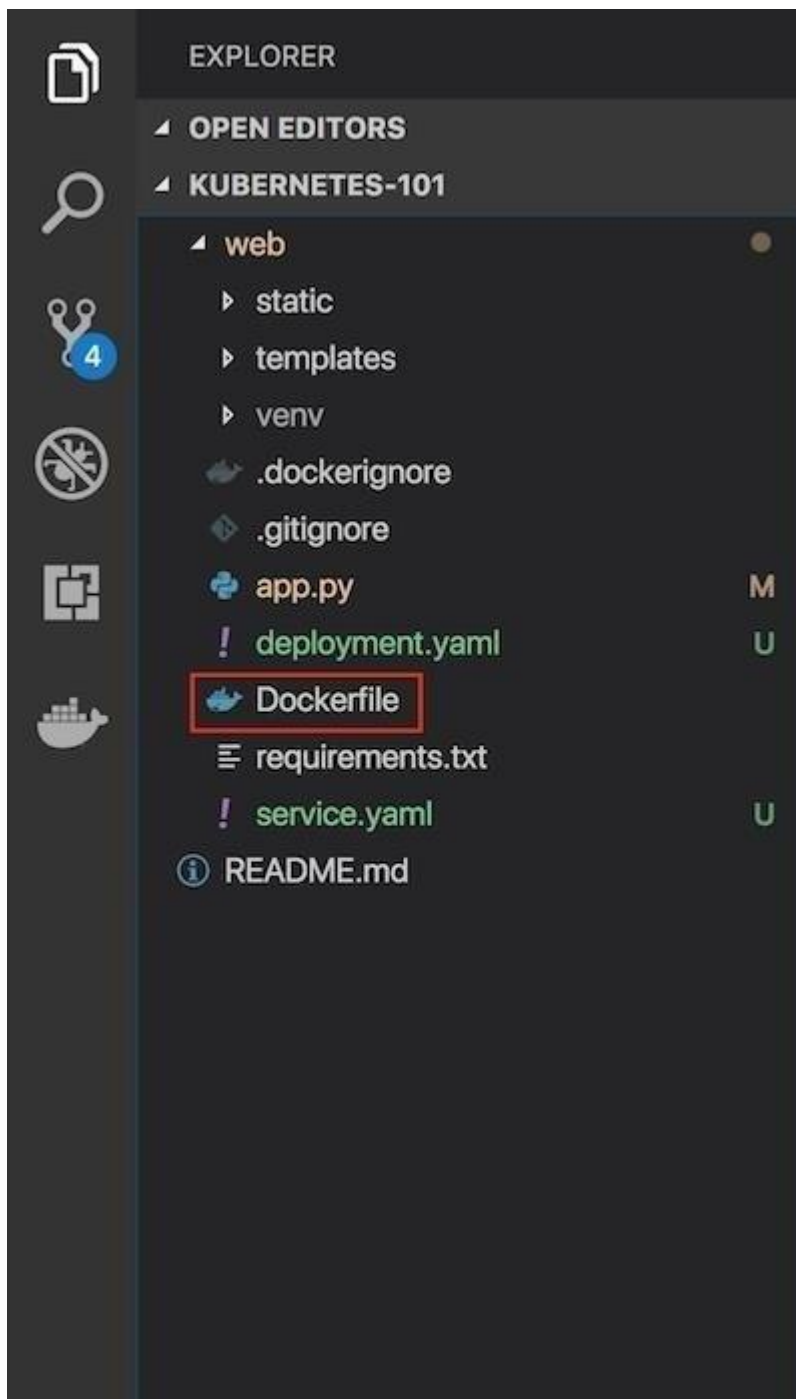 EXPLORER
OPEN EDITORS
KUBERNETES-101
web
static
templates
4
venv
.dockerignore
.gitignore
app.py M
deployment.yaml U
Dockerfile
requirements.txt
service.yaml U
README.md